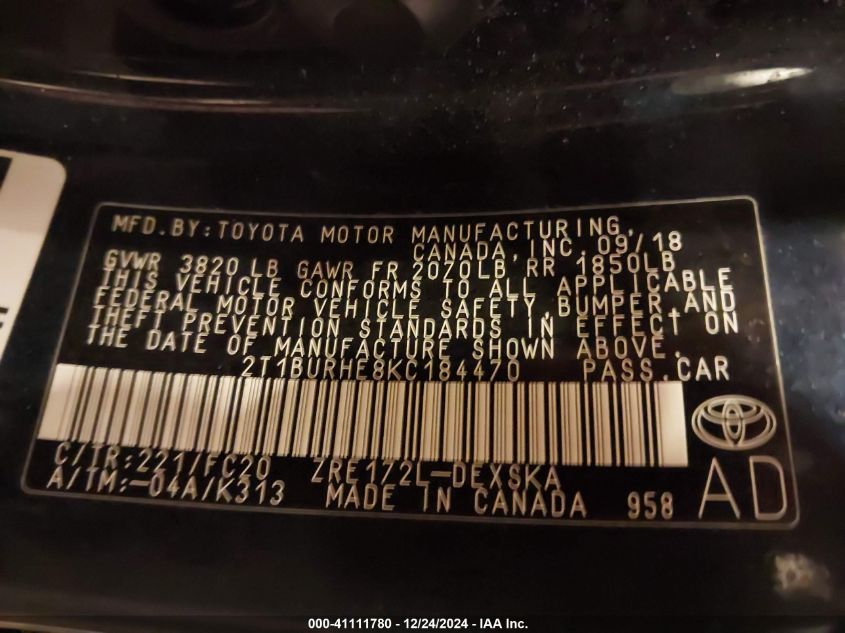 MFD.BY:TOYOTA MOTOR MANUFACTURING,
CANADA, INC. 09/18
GVWR 3820 LB GAWR FR 2070LB RR 1850LB
THIS VEHICLE CONFORMS TO ALL APPLICABLE
FEDERAL MOTOR VEHICLE SAFETY,BUMPER,AND
THEFT PREVENTION STANDARDS IN EFFECT ON
THE DATE OF MANUFACTURE SHOWN ABOVE.
2T1BURHE8KC184470 PASS.CAR
C/TR:221/FC20 ZRE172L-DEXSKA
A/TM:-04A/K313 MADE IN CANADA 958 AD
000-41111780 - 12/24/2024 - IAA Inc.